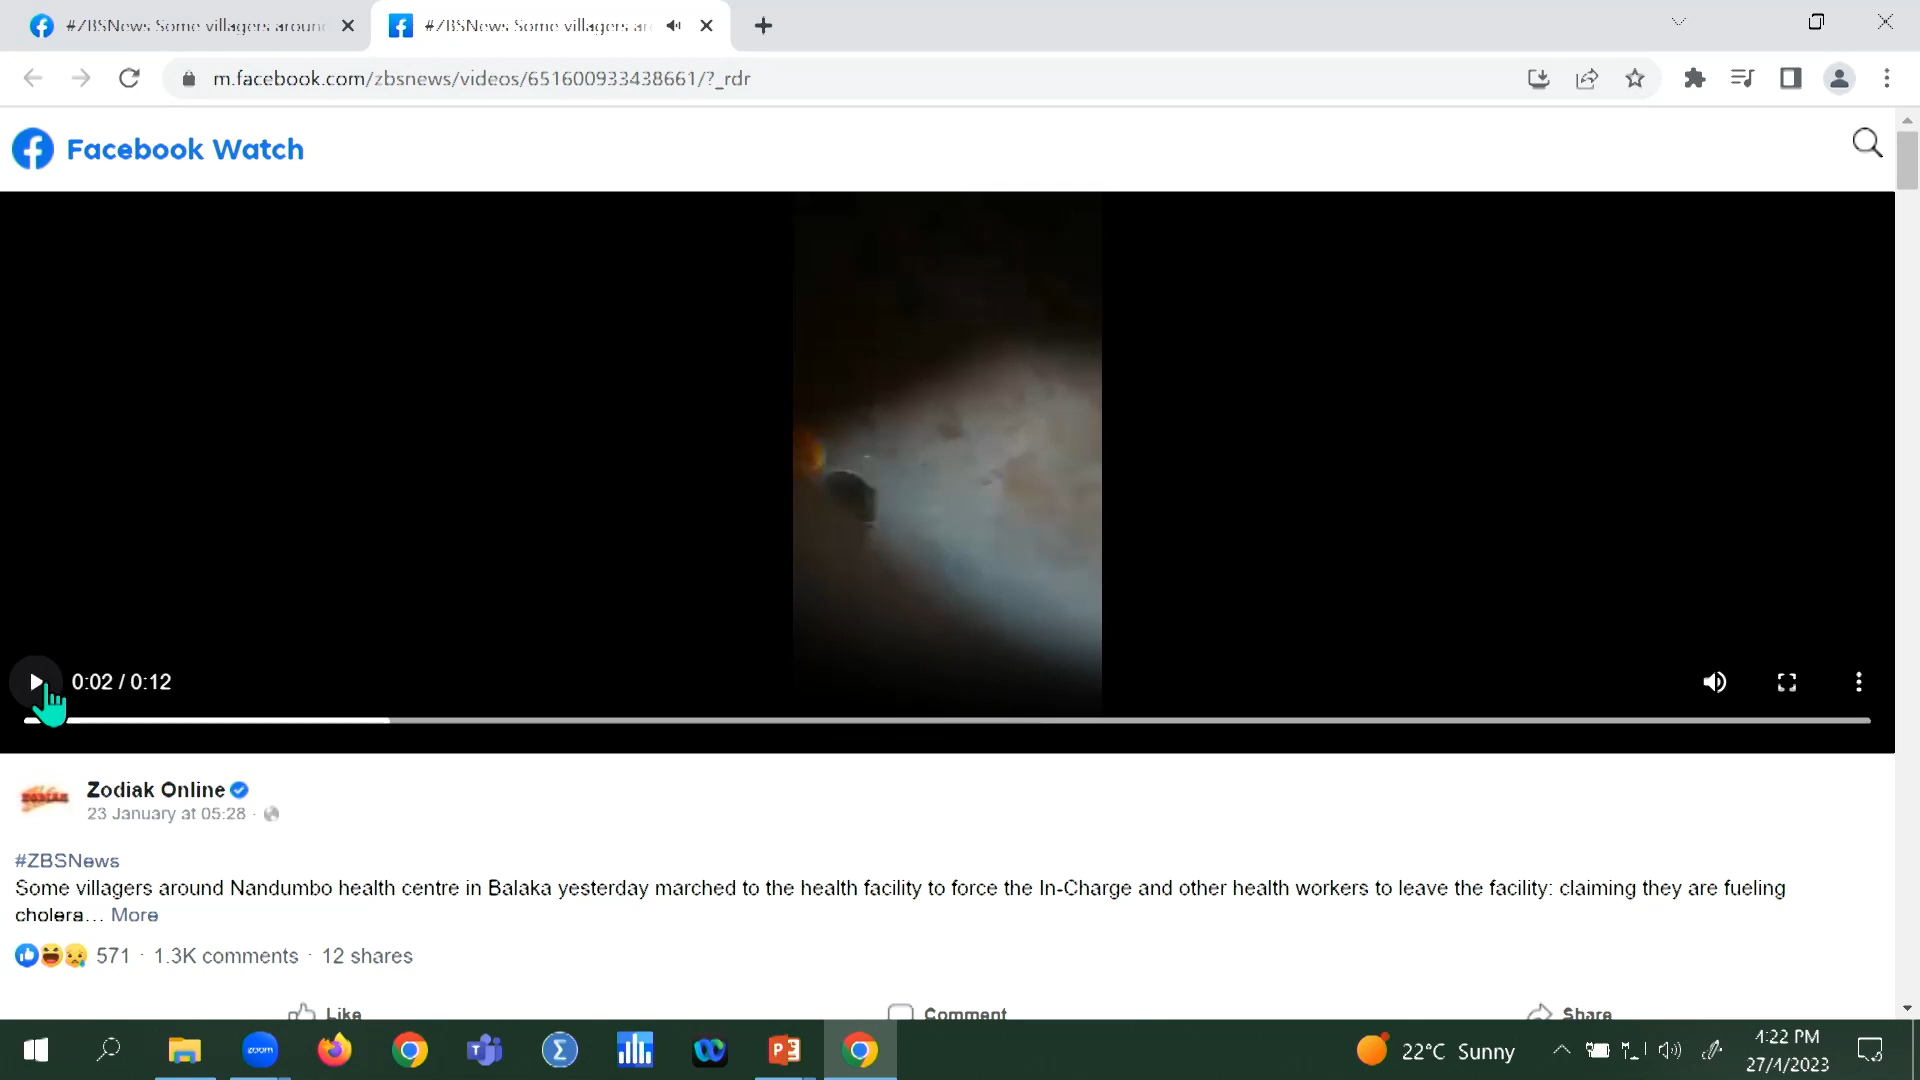 #ZBSNews Some villagers around
#ZBSNews Some villagers ar
m.facebook.com/zbsnews/videos/651600933438661/?_rdr
Facebook Watch
0:02 / 0:12
ZODIAK
Zodiak Online
23 January at 05:28 ·
#ZBSNews
Some villagers around Nandumbo health centre in Balaka yesterday marched to the health facility to force the In-Charge and other health workers to leave the facility: claiming they are fueling
cholera... More
571 · 1.3K comments · 12 shares
Like Comment Share
zoom
22°C Sunny
4:22 PM
27/4/2023